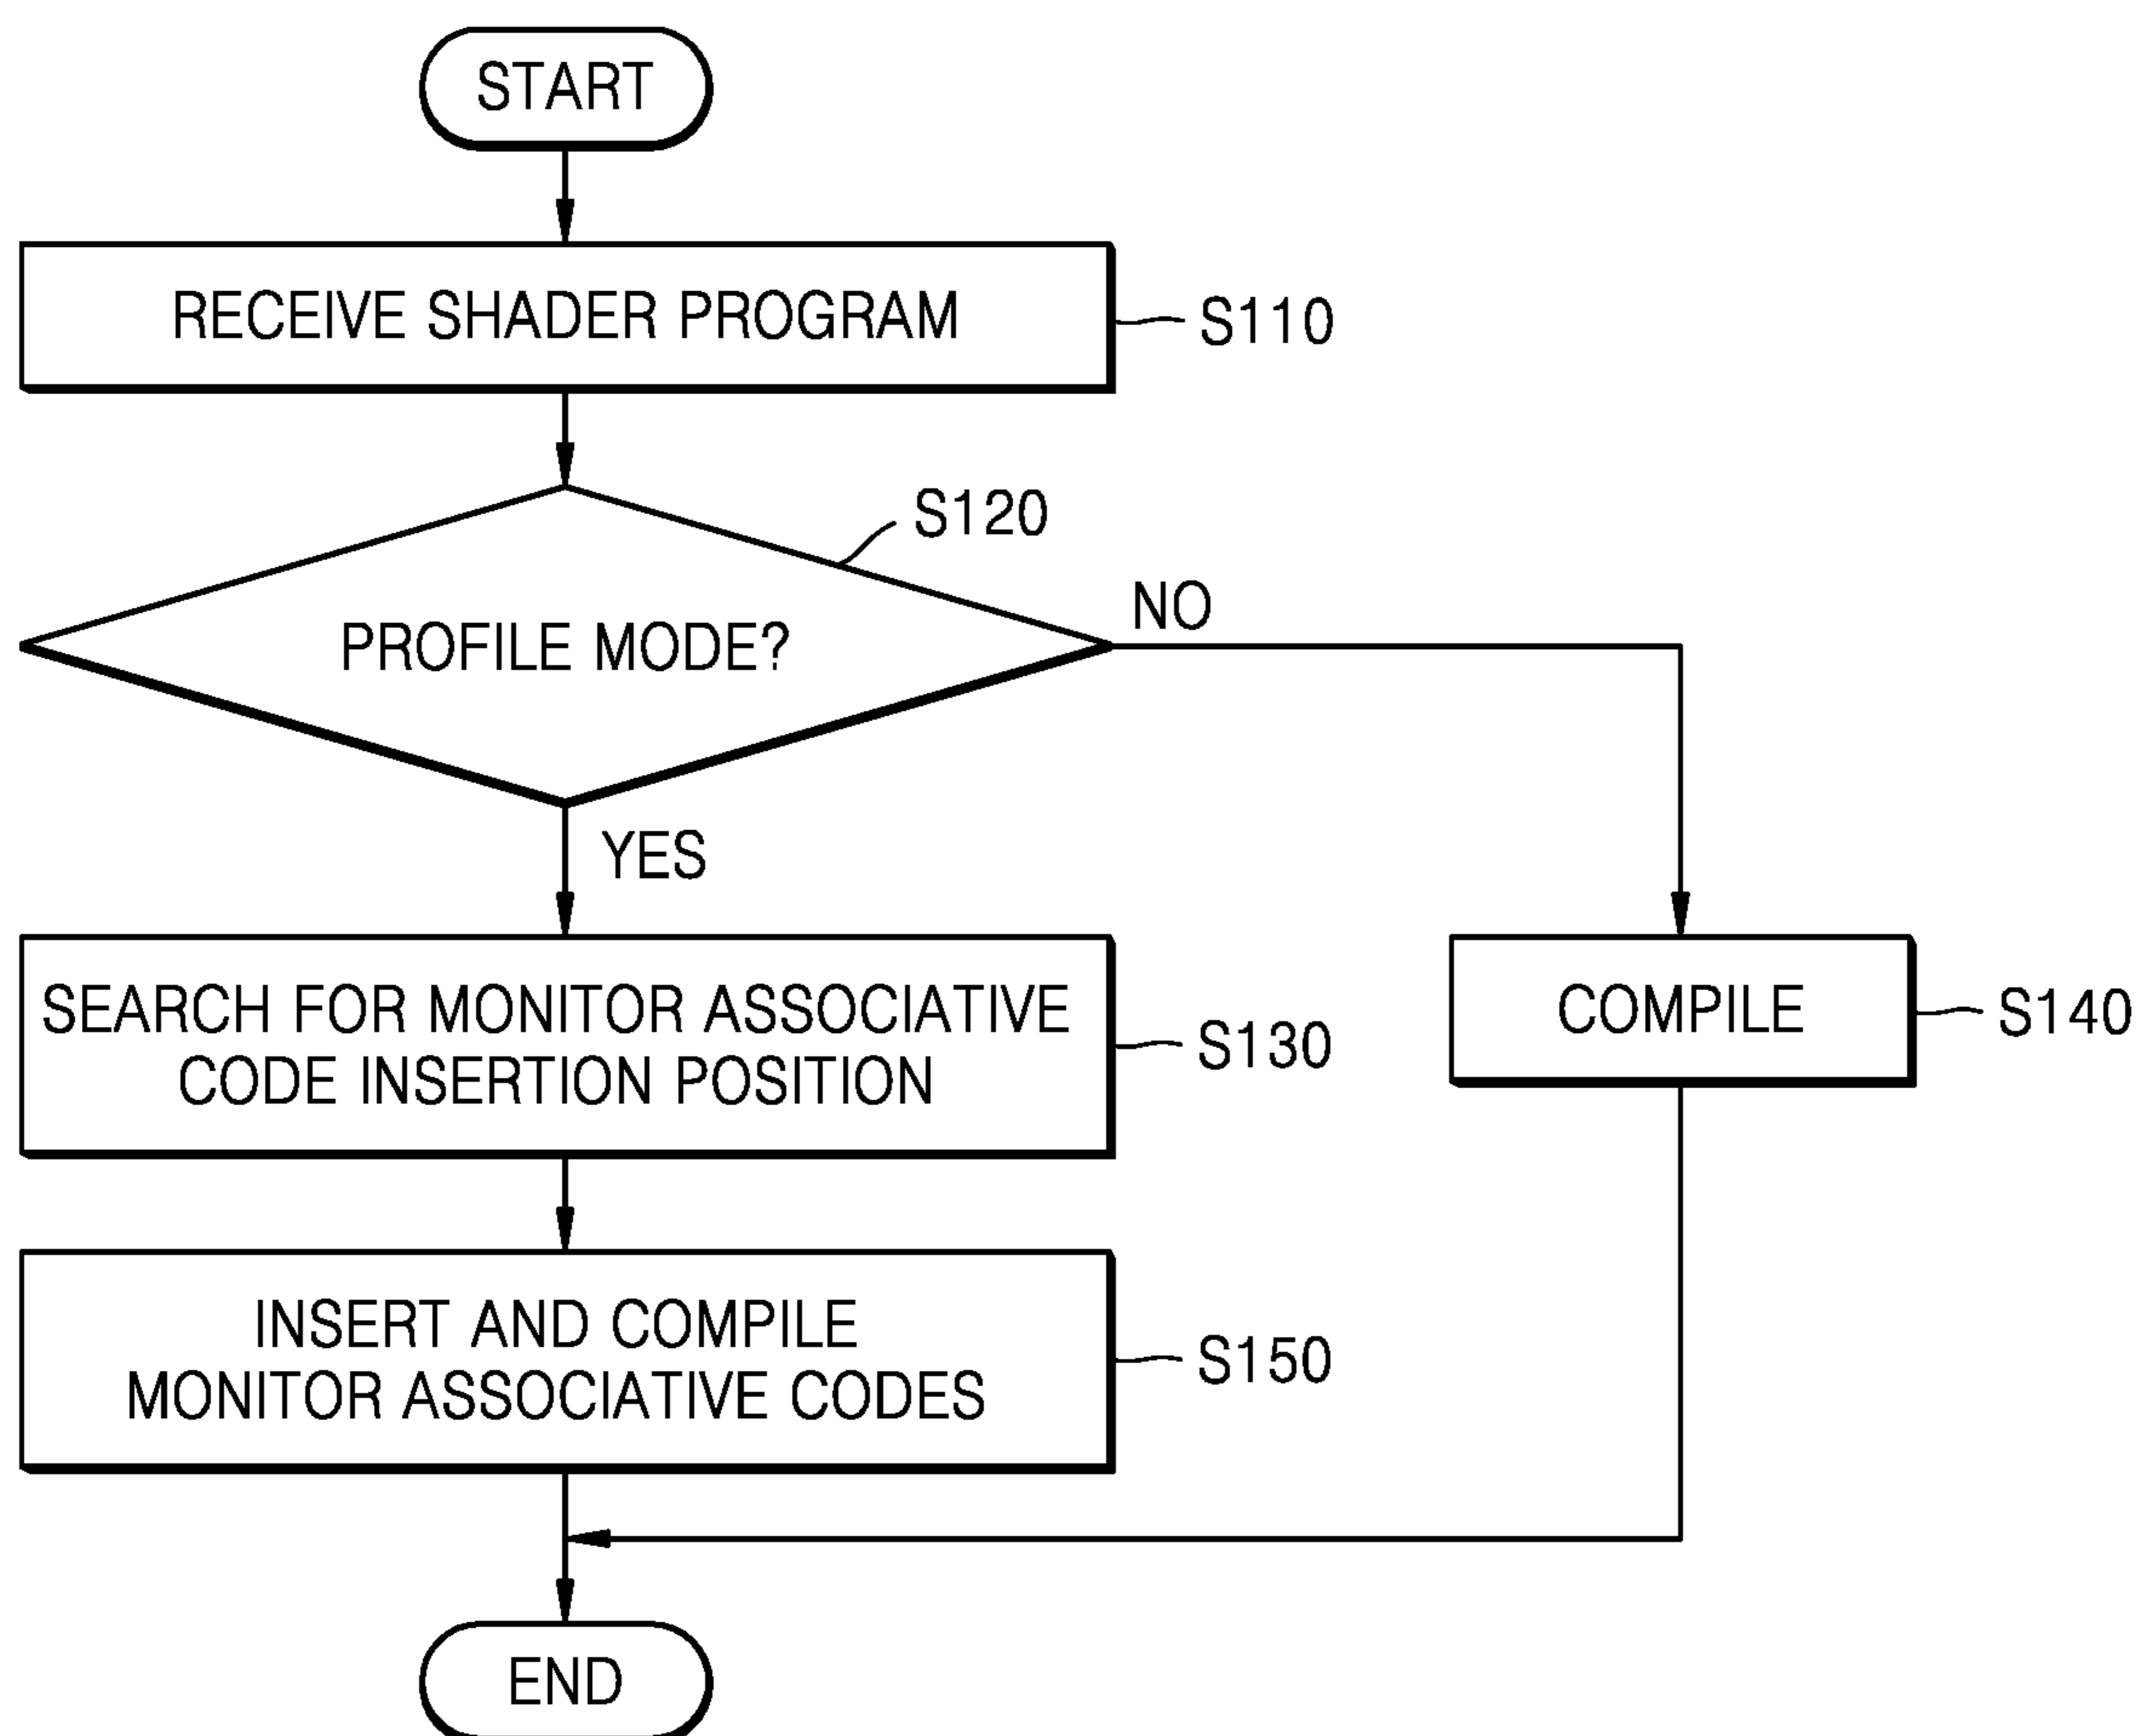 START
RECEIVE SHADER PROGRAM
S110
S120
PROFILE MODE?
NO
YES
SEARCH FOR MONITOR ASSOCIATIVE
CODE INSERTION POSITION
S130
COMPILE
S140
INSERT AND COMPILE
MONITOR ASSOCIATIVE CODES
S150
END